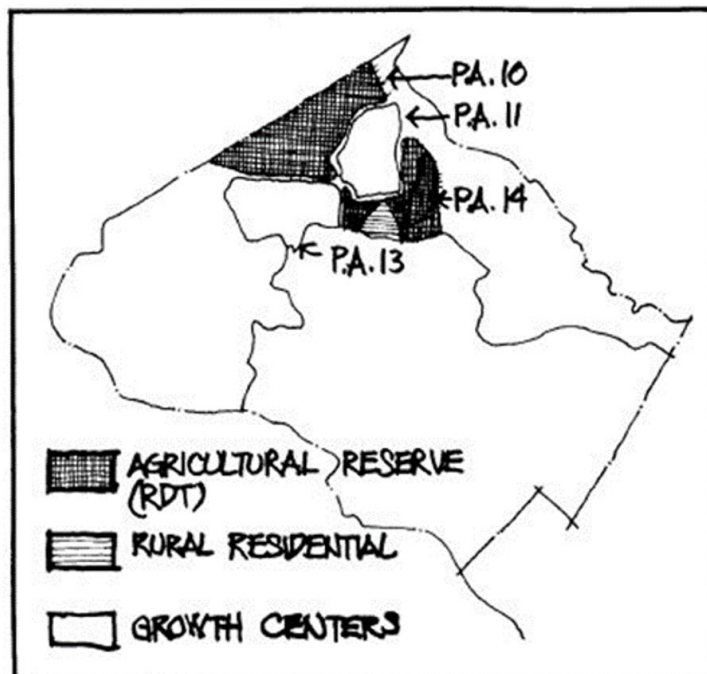 P.A. 10
P.A. 11
P.A. 14
P.A. 13
AGRICULTURAL RESERVE
(RDT)
RURAL RESIDENTIAL
GROWTH CENTERS